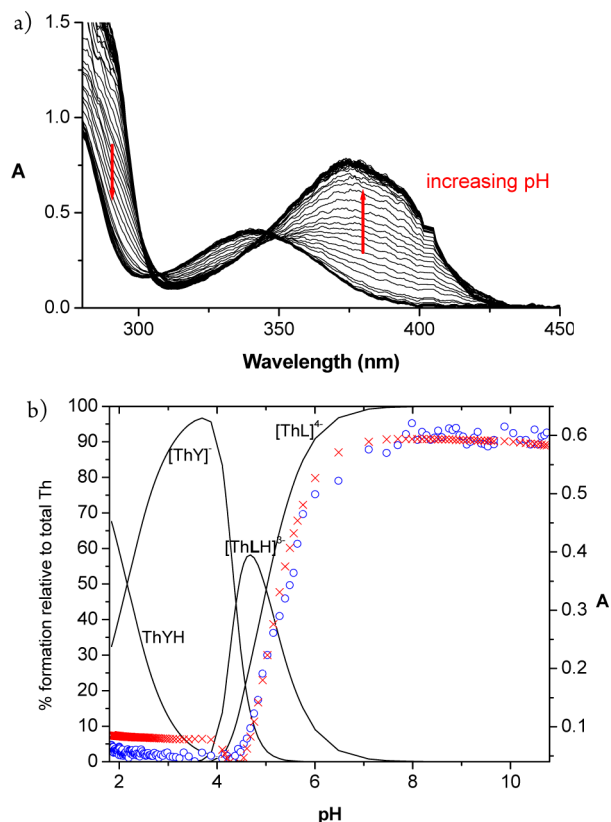 a)
1.5
1.0
A
increasing pH
0.5
0.0
300 350 400 450
Wavelength (nm)
b)
100
90
80
70
60
50
40
30
20
10
0
% formation relative to total Th
[ThY]⁻
[ThL]⁴⁻
[ThLH]³⁻
ThYH
0.6
0.5
0.4
0.3
0.2
0.1
A
2 4 6 8 10
pH